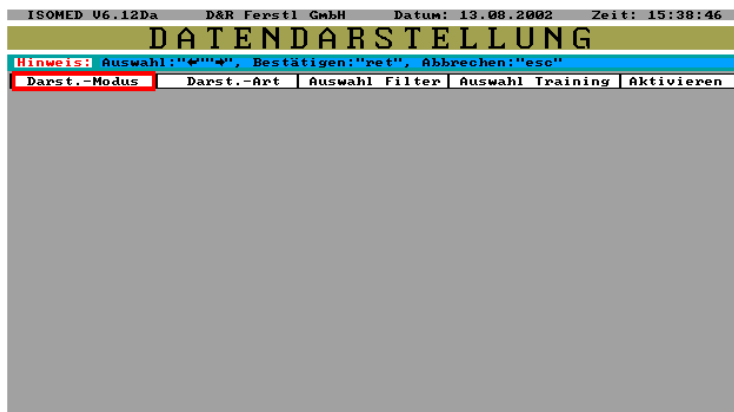 ISOMED V6.12Da D&R Ferstl GmbH Datum: 13.08.2002 Zeit: 15:38:46
DATENDARSTELLUNG
Hinweis: Auswahl:"←""→", Bestätigen:"ret", Abbrechen:"esc"
Darst.-Modus Darst.-Art Auswahl Filter Auswahl Training Aktivieren